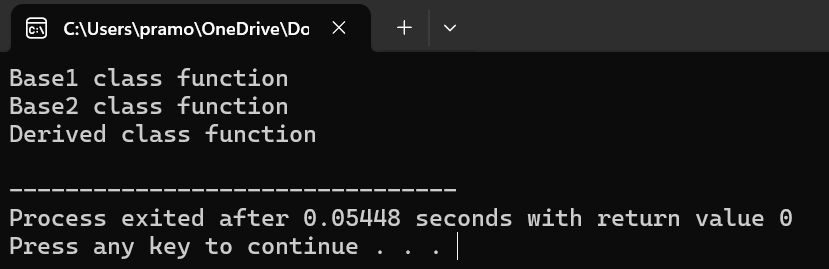 C:\Users\pramo\OneDrive\Do
Base1 class function
Base2 class function
Derived class function
--------------------------------
Process exited after 0.05448 seconds with return value 0
Press any key to continue . . .